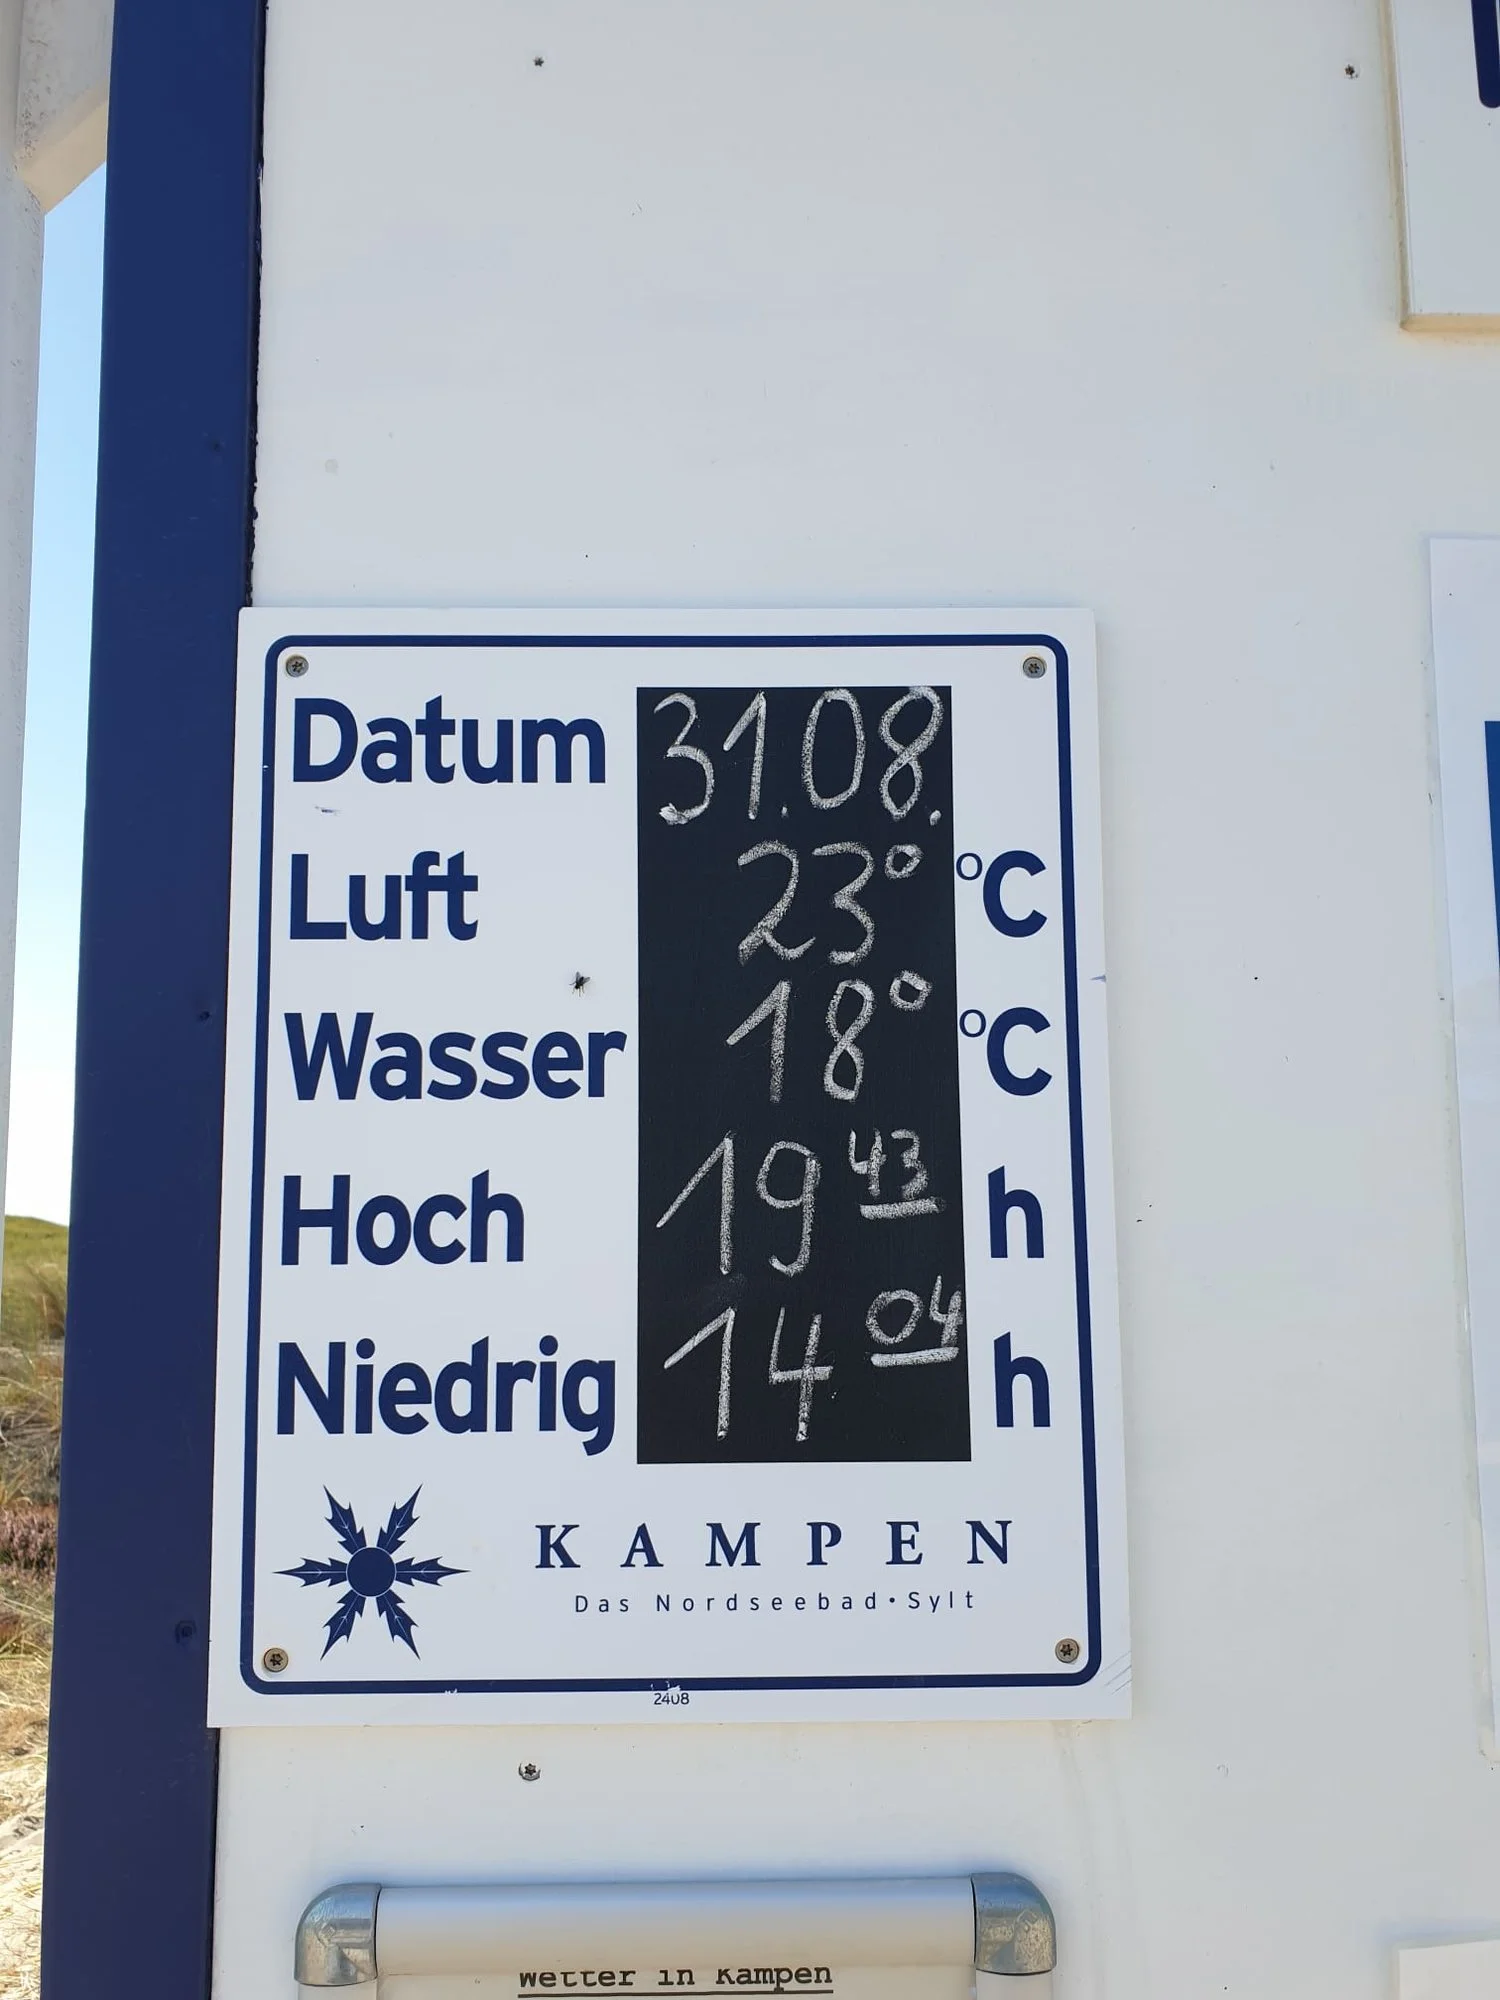 Datum 31.08.
Luft 23° °C
Wasser 18° °C
Hoch 19 43 h
Niedrig 14 04 h
KAMPEN
Das Nordseebad•Sylt
2408
Wetter in Kampen